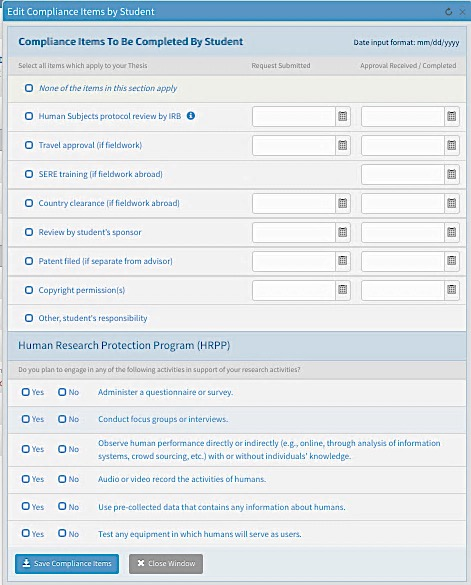 Edit Compliance Items by Student
Compliance Items To Be Completed By Student
Date input format: mm/dd/yyyy
Select all items which apply to your Thesis
Request Submitted
Approval Received / Completed
None of the items in this section apply
Human Subjects protocol review by IRB
Travel approval (if fieldwork)
SERE training (if fieldwork abroad)
Country clearance (if fieldwork abroad)
Review by student's sponsor
Patent filed (if separate from advisor)
Copyright permission(s)
Other, student's responsibility
Human Research Protection Program (HRPP)
Do you plan to engage in any of the following activities in support of your research activities?
Yes No Administer a questionnaire or survey.
Yes No Conduct focus groups or interviews.
Yes No Observe human performance directly or indirectly (e.g., online, through analysis of information
systems, crowd sourcing, etc.) with or without individuals' knowledge.
Yes No Audio or video record the activities of humans.
Yes No Use pre-collected data that contains any information about humans.
Yes No Test any equipment in which humans will serve as users.
Save Compliance Items
Close Window